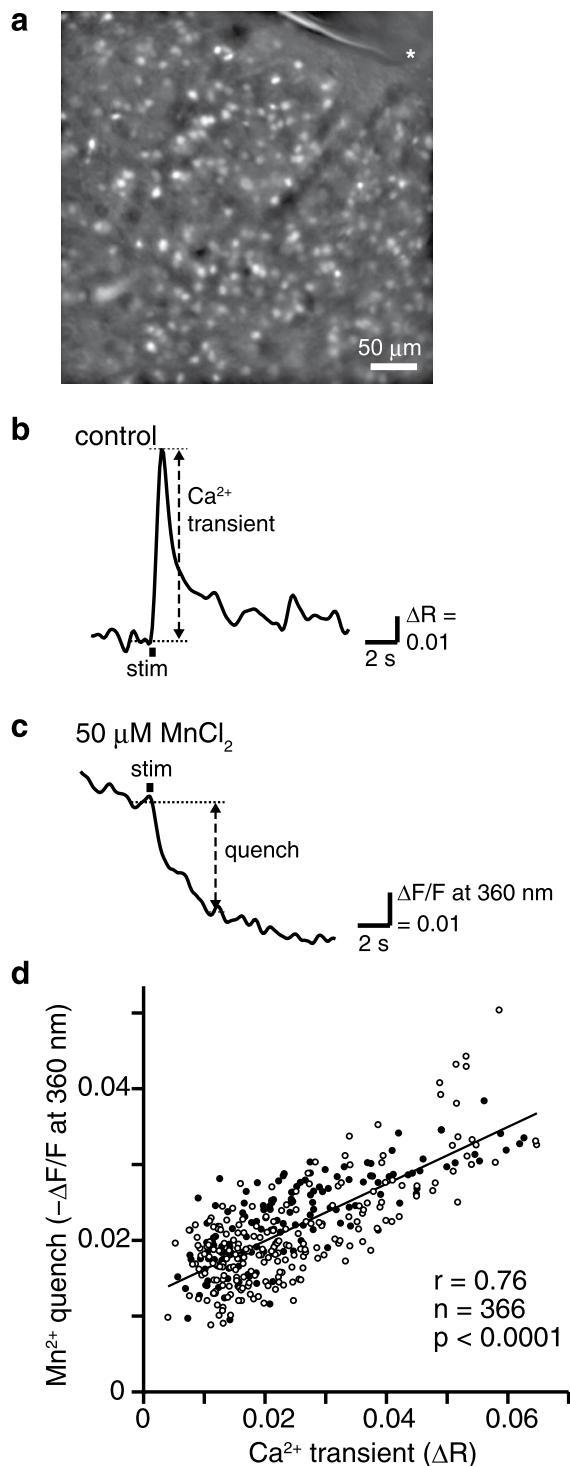 a
*
50 μm
b
control
Ca²⁺
transient
stim
ΔR =
0.01
2 s
c
50 μM MnCl₂
stim
quench
ΔF/F at 360 nm
= 0.01
2 s
d
Mn²⁺ quench (−ΔF/F at 360 nm)
0.04
0.02
0
r = 0.76
n = 366
p < 0.0001
0
0.02
0.04
0.06
Ca²⁺ transient (ΔR)